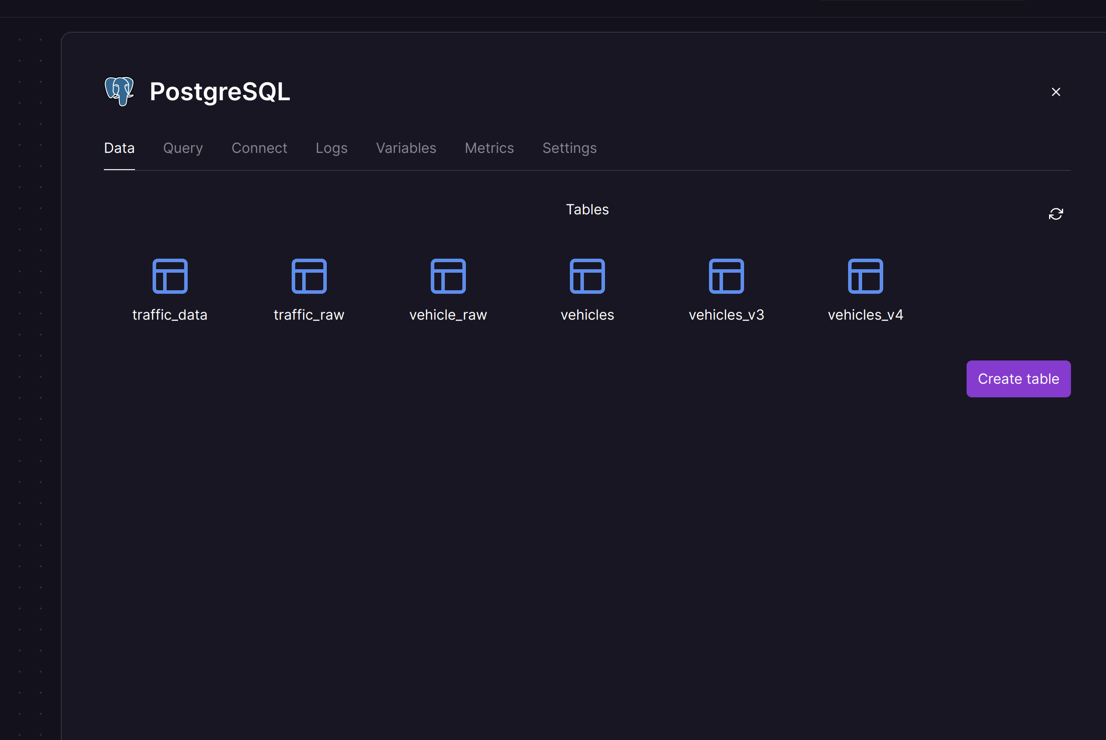 PostgreSQL
Data Query Connect Logs Variables Metrics Settings
Tables
traffic_data traffic_raw vehicle_raw vehicles vehicles_v3 vehicles_v4
Create table